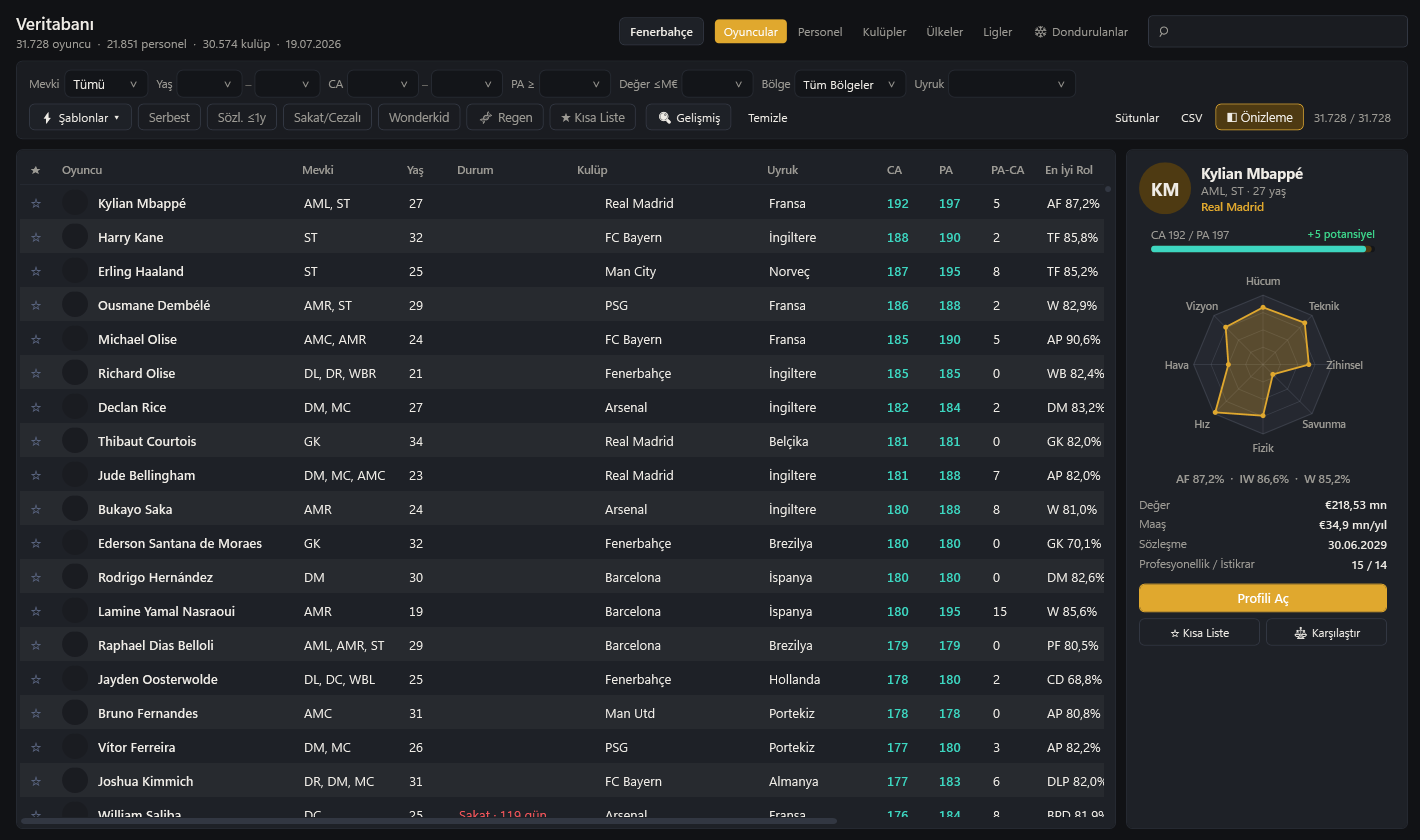 Veritabanı
31.728 oyuncu · 21.851 personel · 30.574 kulüp · 19.07.2026
Fenerbahçe Oyuncular Personel Kulüpler Ülkeler Ligler Dondurulanlar
Mevki Tümü Yaş – CA – PA ≥ Değer ≤M€ Bölge Tüm Bölgeler Uyruk
Şablonlar Serbest Sözl. ≤1y Sakat/Cezalı Wonderkid Regen ★ Kısa Liste Gelişmiş Temizle Sütunlar CSV Önizleme 31.728 / 31.728
★ Oyuncu Mevki Yaş Durum Kulüp Uyruk CA PA PA-CA En İyi Rol
☆ Kylian Mbappé AML, ST 27 Real Madrid Fransa 192 197 5 AF 87,2%
☆ Harry Kane ST 32 FC Bayern İngiltere 188 190 2 TF 85,8%
☆ Erling Haaland ST 25 Man City Norveç 187 195 8 TF 85,2%
☆ Ousmane Dembélé AMR, ST 29 PSG Fransa 186 188 2 W 82,9%
☆ Michael Olise AMC, AMR 24 FC Bayern Fransa 185 190 5 AP 90,6%
☆ Richard Olise DL, DR, WBR 21 Fenerbahçe İngiltere 185 185 0 WB 82,4%
☆ Declan Rice DM, MC 27 Arsenal İngiltere 182 184 2 DM 83,2%
☆ Thibaut Courtois GK 34 Real Madrid Belçika 181 181 0 GK 82,0%
☆ Jude Bellingham DM, MC, AMC 23 Real Madrid İngiltere 181 188 7 AP 82,0%
☆ Bukayo Saka AMR 24 Arsenal İngiltere 180 188 8 W 81,0%
☆ Ederson Santana de Moraes GK 32 Fenerbahçe Brezilya 180 180 0 GK 70,1%
☆ Rodrigo Hernández DM 30 Barcelona İspanya 180 180 0 DM 82,6%
☆ Lamine Yamal Nasraoui AMR 19 Barcelona İspanya 180 195 15 W 85,6%
☆ Raphael Dias Belloli AML, AMR, ST 29 Barcelona Brezilya 179 179 0 PF 80,5%
☆ Jayden Oosterwolde DL, DC, WBL 25 Fenerbahçe Hollanda 178 180 2 CD 68,8%
☆ Bruno Fernandes AMC 31 Man Utd Portekiz 178 178 0 AP 80,8%
☆ Vítor Ferreira DM, MC 26 PSG Portekiz 177 180 3 AP 82,2%
☆ Joshua Kimmich DR, DM, MC 31 FC Bayern Almanya 177 183 6 DLP 82,0%
☆ William Saliba DC 25 Sakat · 119 gün Arsenal Fransa 176 184 8 BPD 81,9%
KM
Kylian Mbappé
AML, ST · 27 yaş
Real Madrid
CA 192 / PA 197 +5 potansiyel
Hücum
Vizyon Teknik
Hava Zihinsel
Hız Savunma
Fizik
AF 87,2% · IW 86,6% · W 85,2%
Değer €218,53 mn
Maaş €34,9 mn/yıl
Sözleşme 30.06.2029
Profesyonellik / İstikrar 15 / 14
Profili Aç
☆ Kısa Liste Karşılaştır